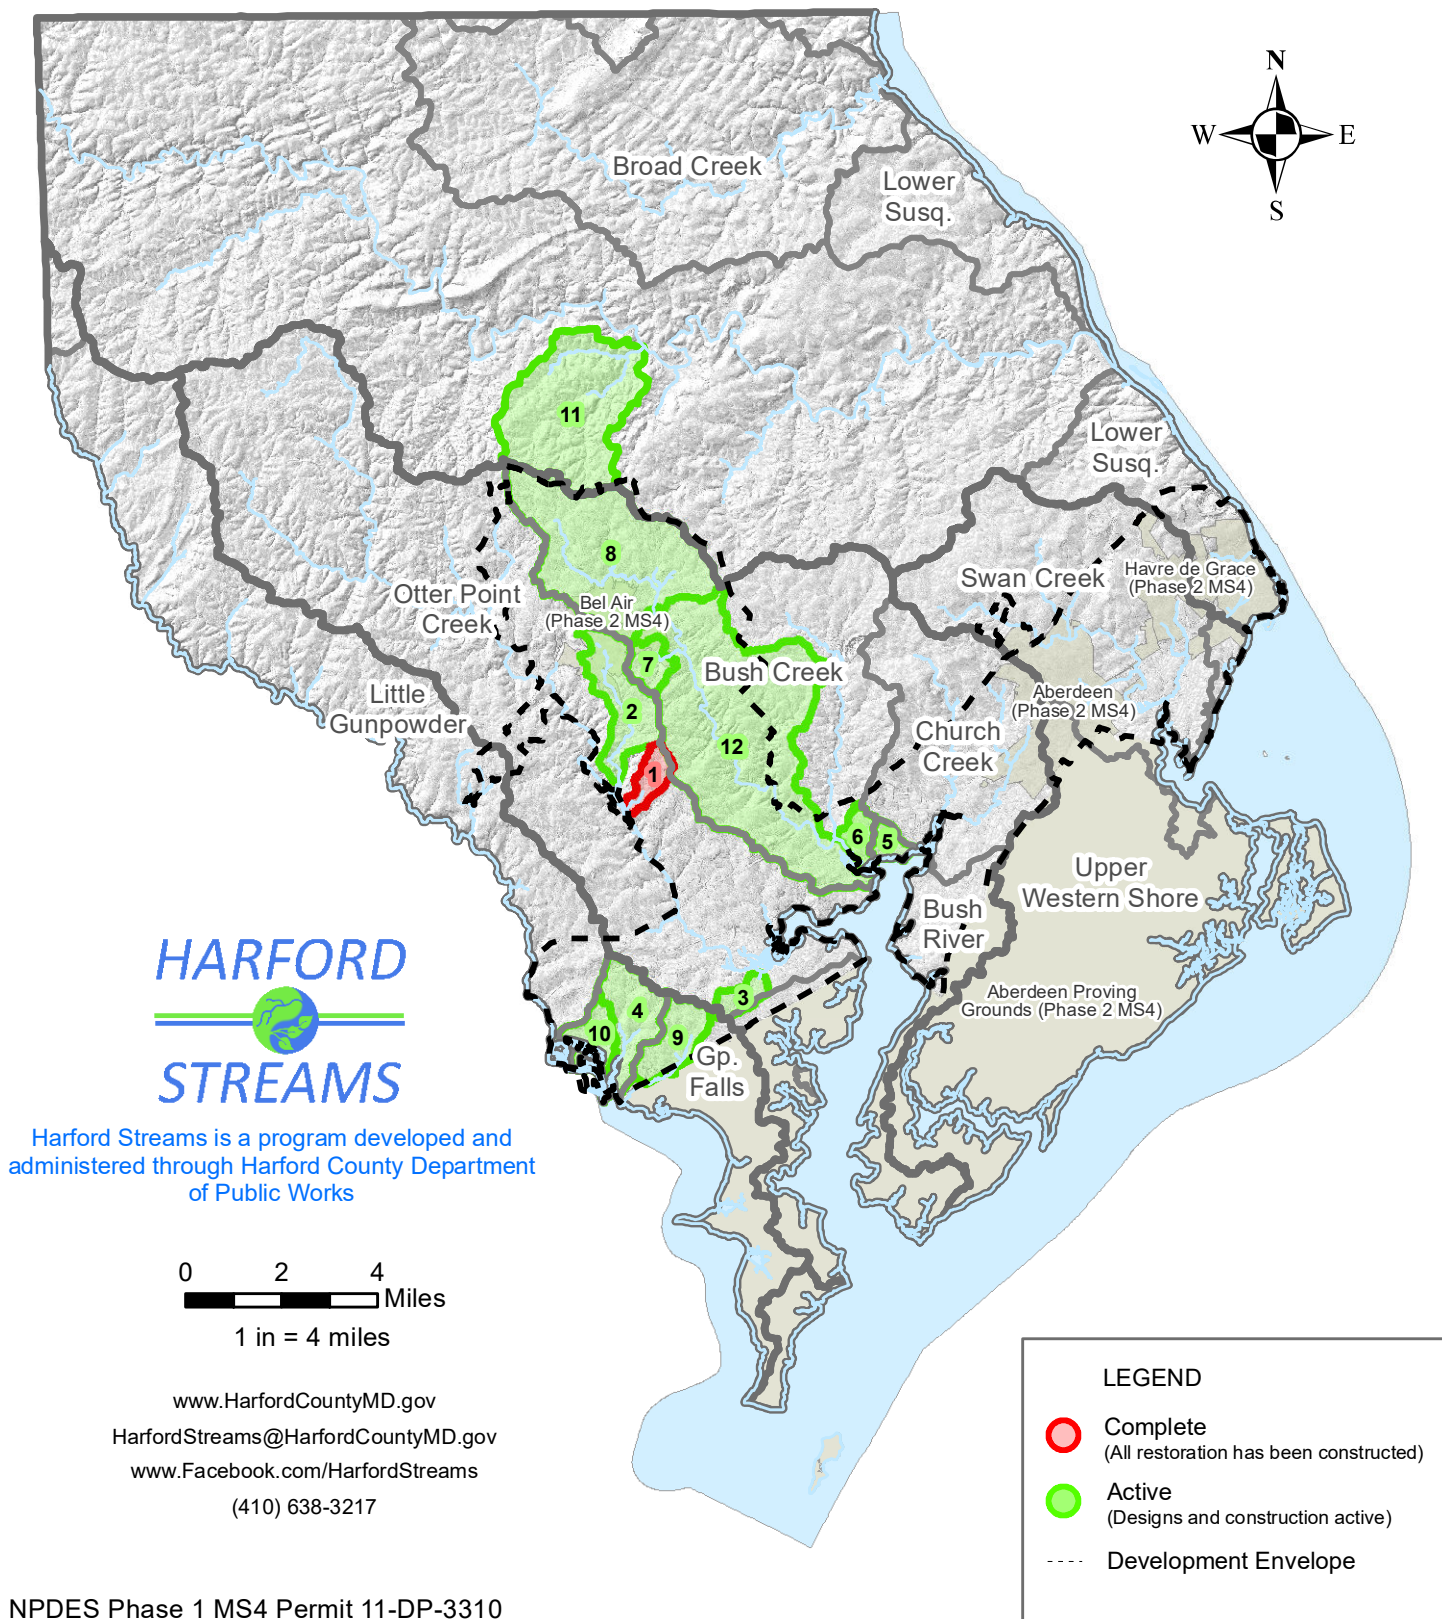 N
W E
S
Broad Creek
Lower
Susq.
11
Lower
Susq.
8
Swan Creek
Havre de Grace
(Phase 2 MS4)
Otter Point
Creek
Bel Air
(Phase 2 MS4)
7
Bush Creek
Little
Gunpowder
2
Aberdeen
(Phase 2 MS4)
12
Church
Creek
1
6
5
Upper
Western Shore
Bush
River
3
Aberdeen Proving
Grounds (Phase 2 MS4)
4
10
9
Gp.
Falls
HARFORD
STREAMS
Harford Streams is a program developed and
administered through Harford County Department
of Public Works
0 2 4
Miles
1 in = 4 miles
www.HarfordCountyMD.gov
HarfordStreams@HarfordCountyMD.gov
www.Facebook.com/HarfordStreams
(410) 638-3217
LEGEND
Complete
(All restoration has been constructed)
Active
(Designs and construction active)
Development Envelope
NPDES Phase 1 MS4 Permit 11-DP-3310